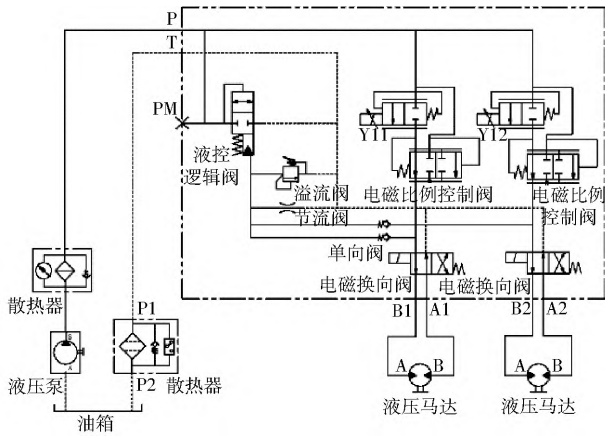 P
T
PM
Y11
Y12
液控
逻辑阀
溢流阀
节流阀
电磁比例控制阀
电磁比例
控制阀
单向阀
电磁换向阀
电磁换向阀
B1
A1
B2
A2
散热器
P1
P2
散热器
液压泵
油箱
A
B
A
B
液压马达
液压马达